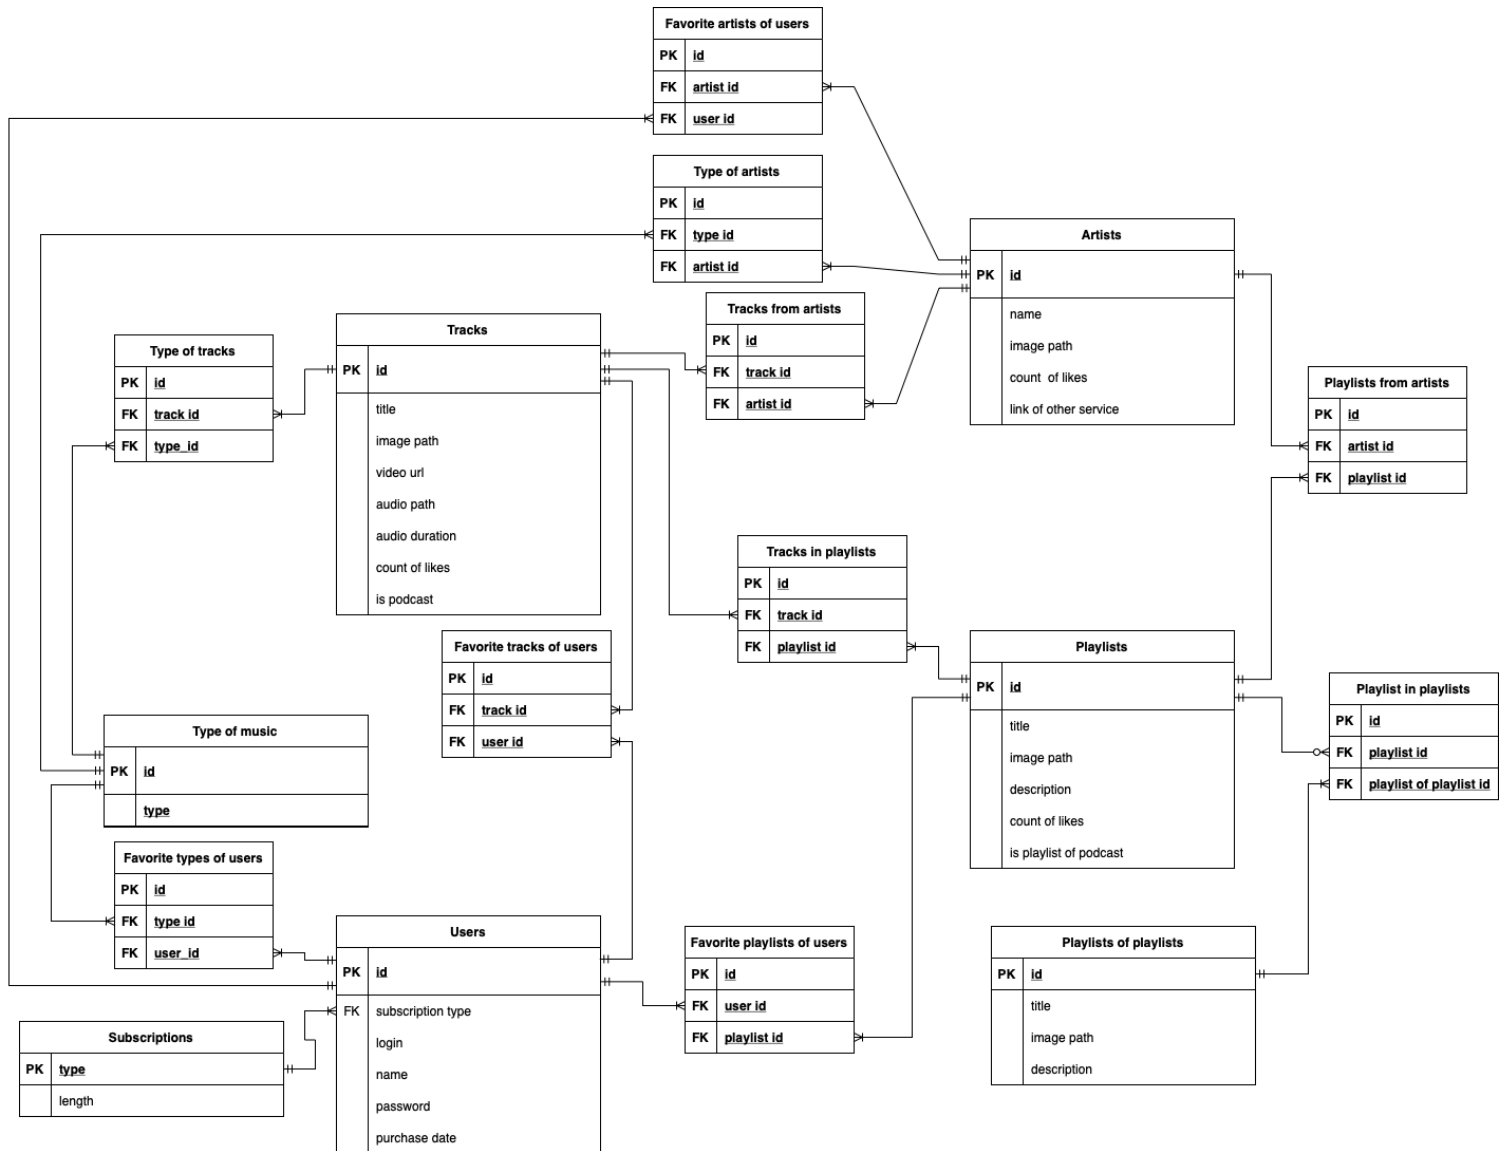 Favorite artists of users
PK id
FK artist id
FK user id
Type of artists
PK id
FK type id
FK artist id
Artists
PK id
name
image path
count  of likes
link of other service
Tracks from artists
PK id
FK track id
FK artist id
Tracks
PK id
title
image path
video url
audio path
audio duration
count of likes
is podcast
Type of tracks
PK id
FK track id
FK type_id
Playlists from artists
PK id
FK artist id
FK playlist id
Tracks in playlists
PK id
FK track id
FK playlist id
Favorite tracks of users
PK id
FK track id
FK user id
Playlists
PK id
title
image path
description
count of likes
is playlist of podcast
Playlist in playlists
PK id
FK playlist id
FK playlist of playlist id
Type of music
PK id
type
Favorite types of users
PK id
FK type id
FK user_id
Users
PK id
FK subscription type
login
name
password
purchase date
Favorite playlists of users
PK id
FK user id
FK playlist id
Playlists of playlists
PK id
title
image path
description
Subscriptions
PK type
length